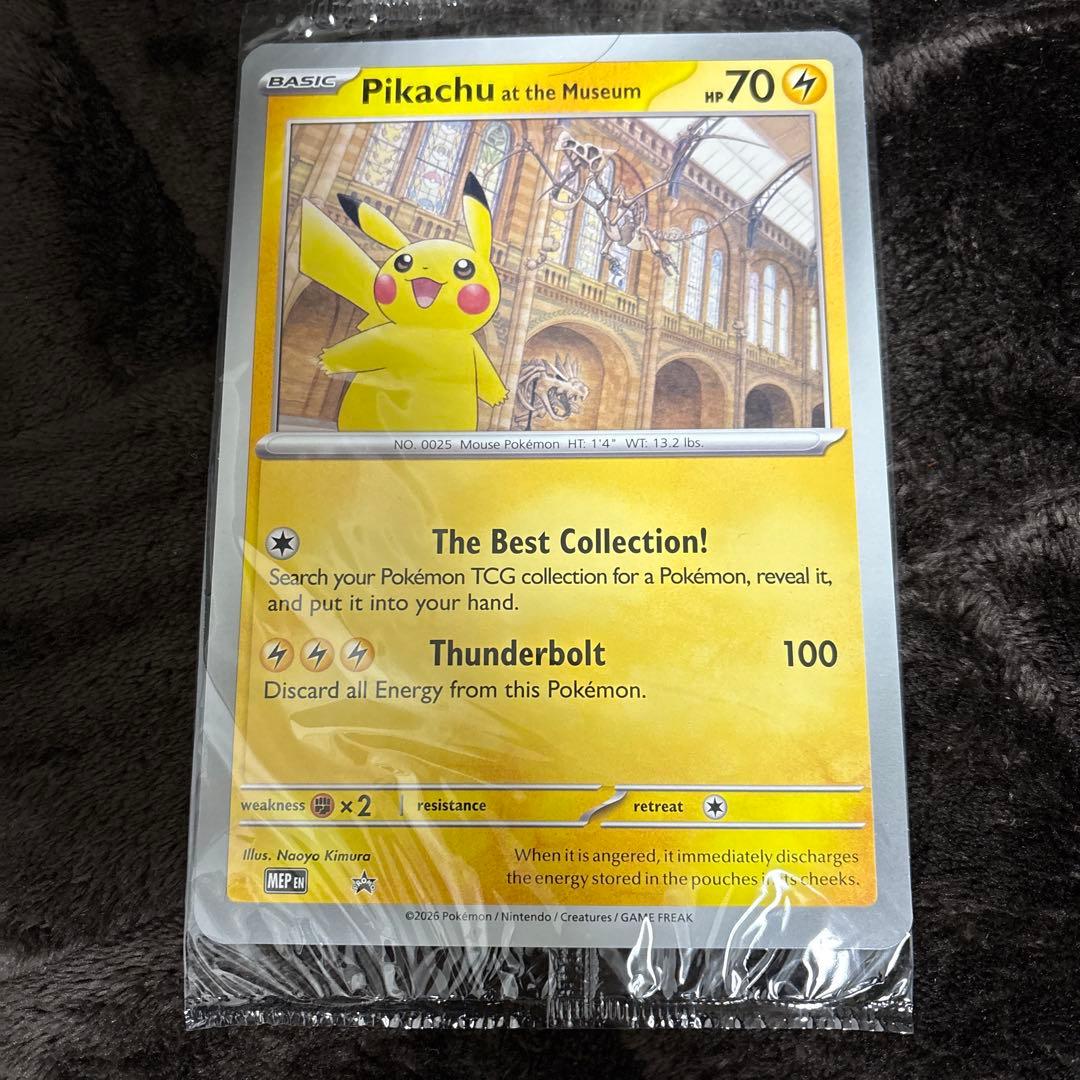 BASIC Pikachu at the Museum HP 70
NO. 0025 Mouse Pokémon HT: 1'4" WT: 13.2 lbs.
The Best Collection!
Search your Pokémon TCG collection for a Pokémon, reveal it,
and put it into your hand.
Thunderbolt 100
Discard all Energy from this Pokémon.
weakness ×2 resistance retreat
Illus. Naoyo Kimura
When it is angered, it immediately discharges
the energy stored in the pouches in its cheeks.
MEP EN
©2026 Pokémon / Nintendo / Creatures / GAME FREAK